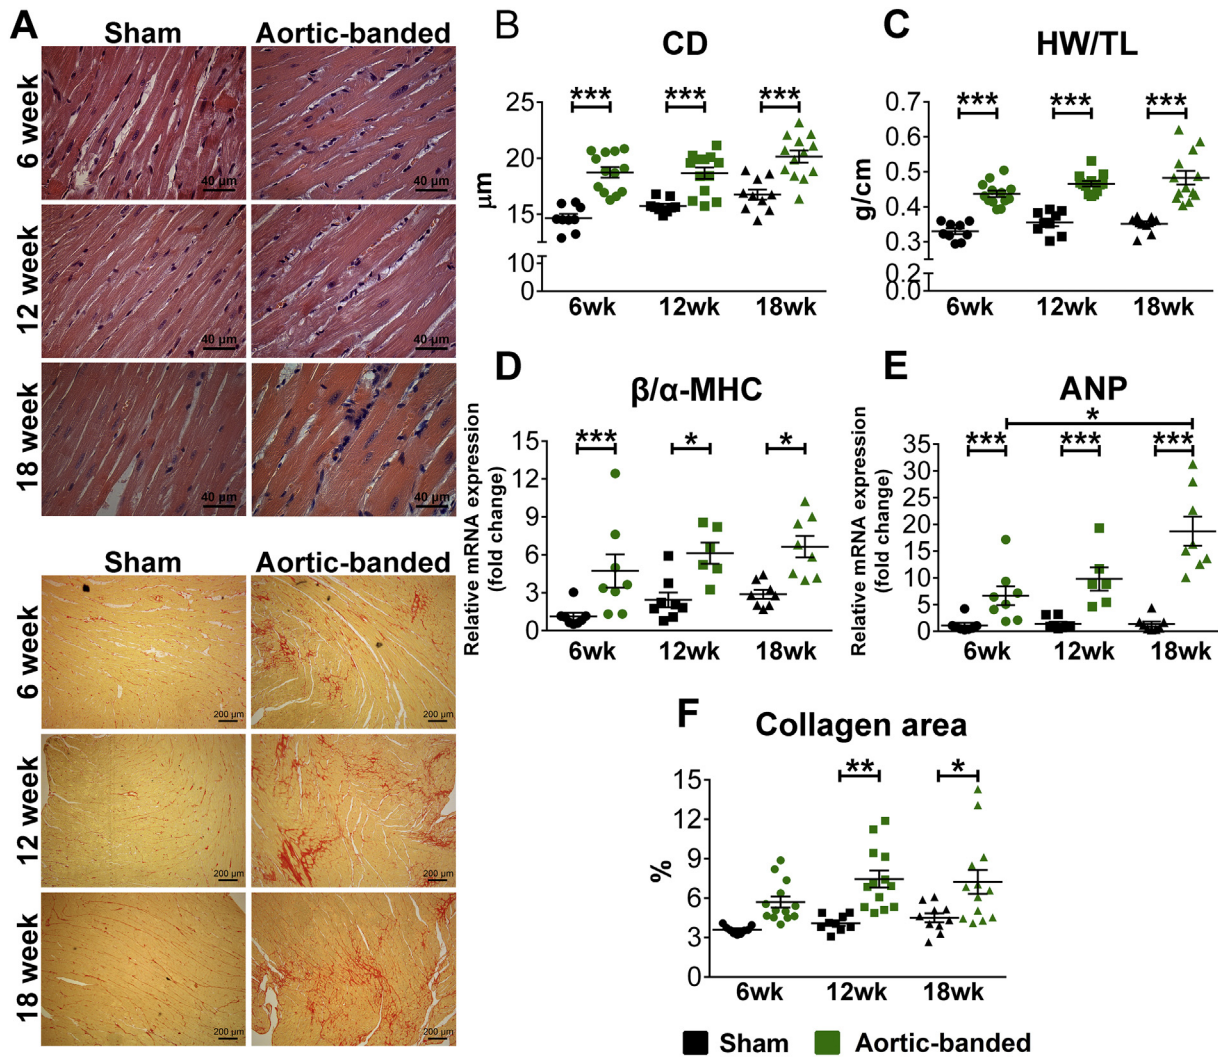 A
Sham
Aortic-banded
6 week
40 µm
40 µm
12 week
40 µm
40 µm
18 week
40 µm
40 µm
Sham
Aortic-banded
6 week
200 µm
200 µm
12 week
200 µm
200 µm
18 week
200 µm
200 µm
B
CD
***
***
***
µm
25
20
15
10
0
6wk
12wk
18wk
C
HW/TL
***
***
***
g/cm
0.7
0.6
0.5
0.4
0.3
0.2
0.0
6wk
12wk
18wk
D
β/α-MHC
***
*
*
Relative mRNA expression
(fold change)
15
12
9
6
3
0
6wk
12wk
18wk
E
ANP
*
***
***
***
Relative mRNA expression
(fold change)
35
30
25
20
15
10
5
0
6wk
12wk
18wk
F
Collagen area
**
*
%
15
12
9
6
3
0
6wk
12wk
18wk
Sham
Aortic-banded